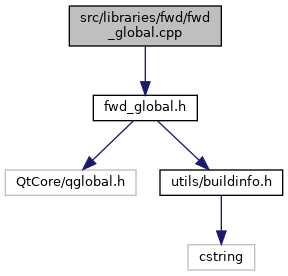 src/libraries/fwd/fwd
_global.cpp
fwd_global.h
QtCore/qglobal.h
utils/buildinfo.h
cstring